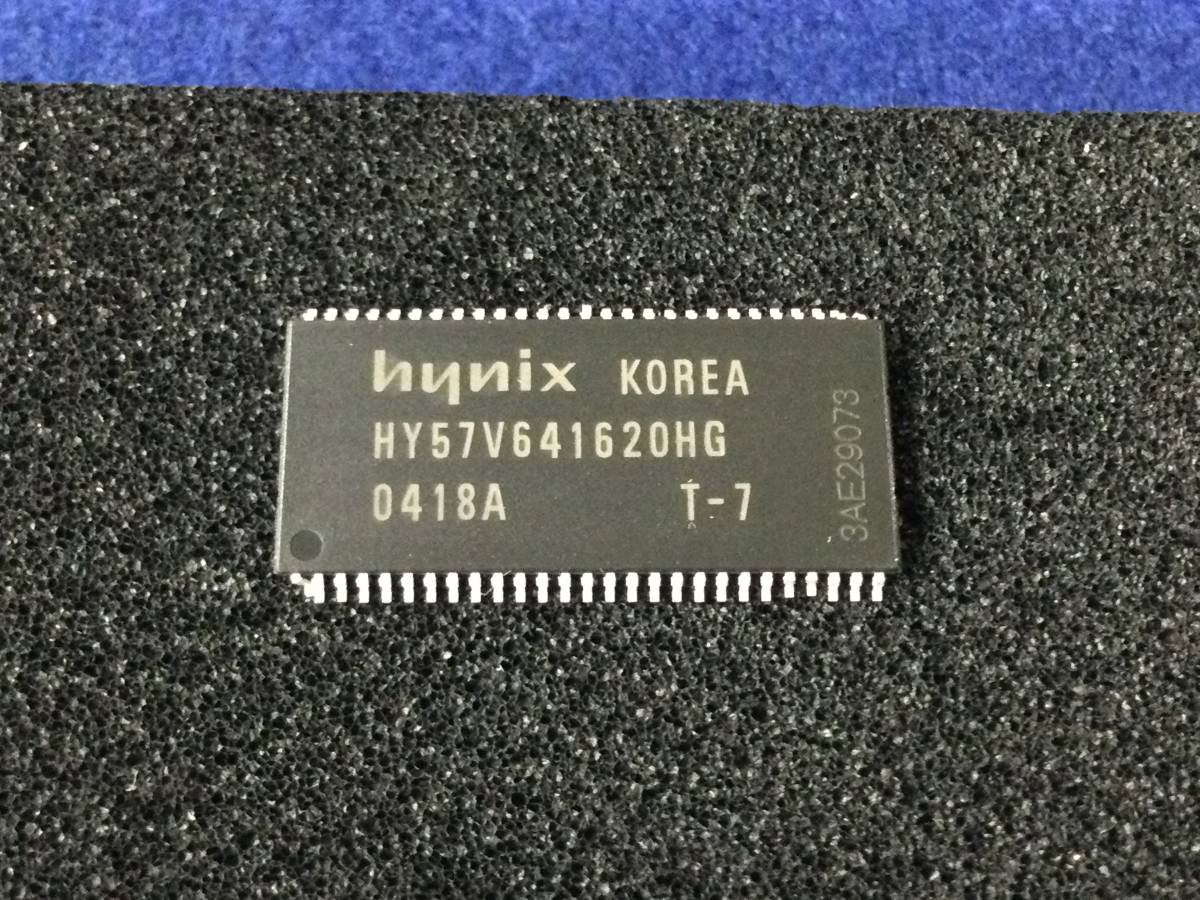 hynix KOREA
HY57V641620HG
0418A T-7
3AE29073